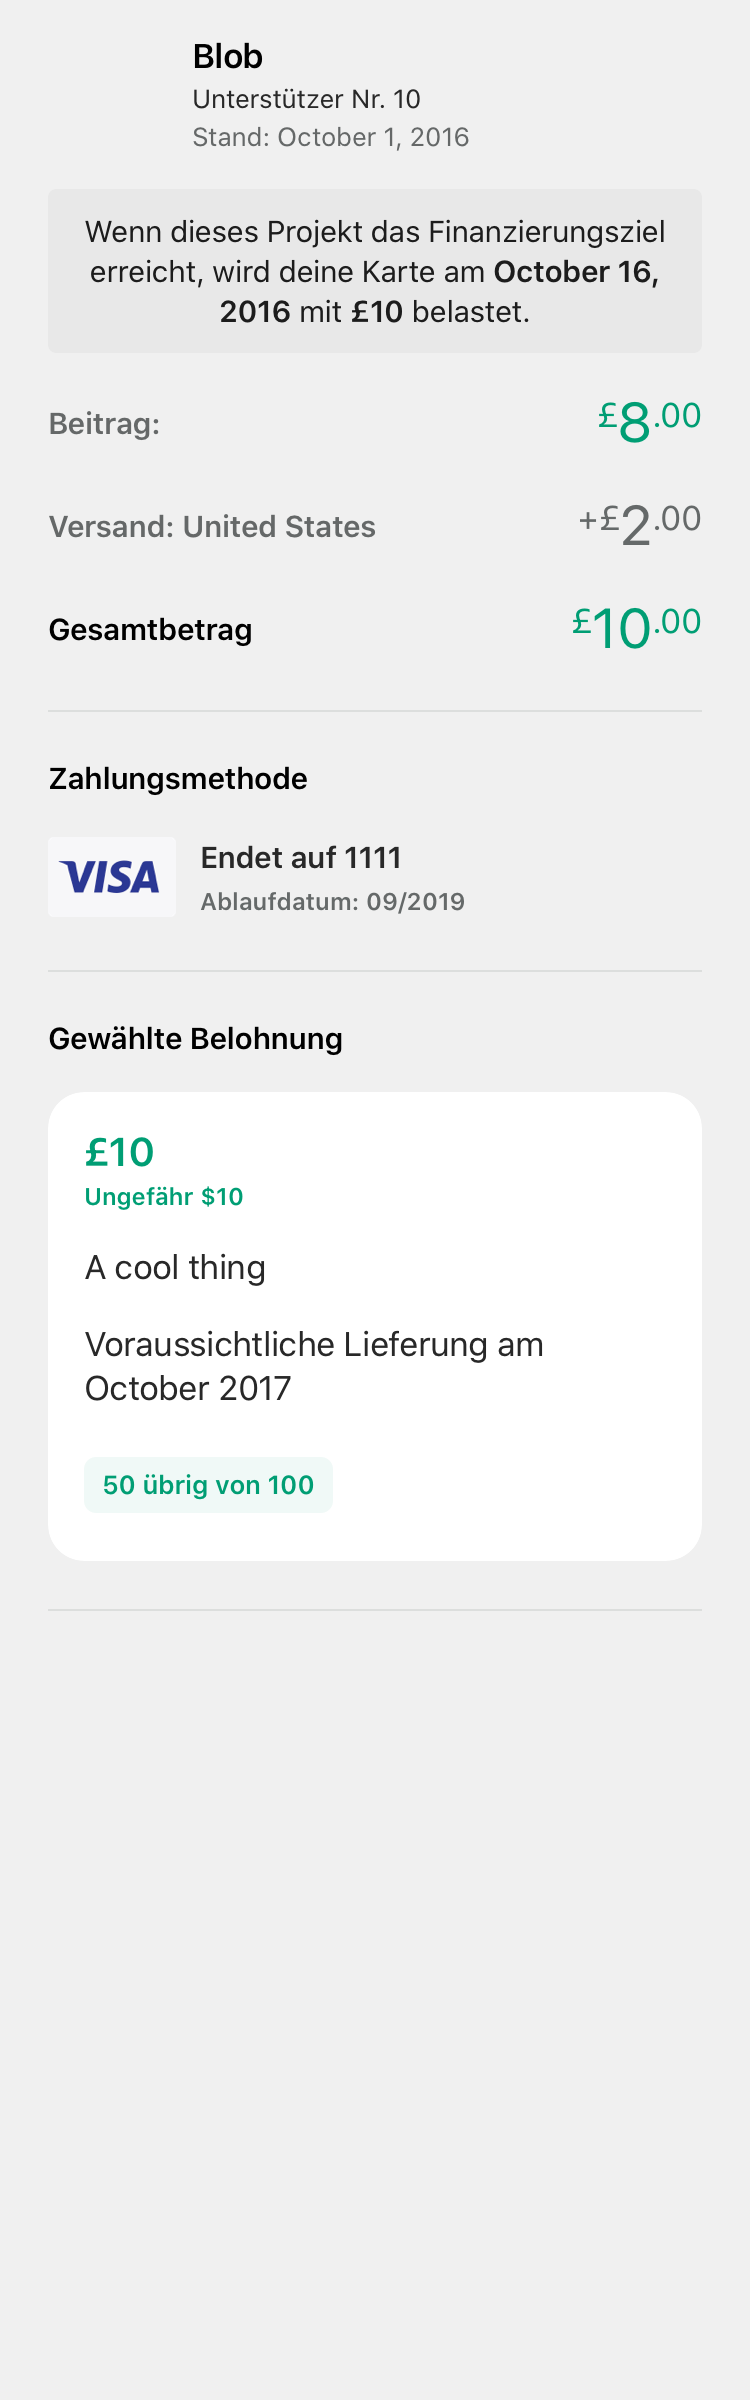 Blob
Unterstützer Nr. 10
Stand: October 1, 2016
Wenn dieses Projekt das Finanzierungsziel
erreicht, wird deine Karte am October 16,
2016 mit £10 belastet.
Beitrag: £8.00
Versand: United States +£2.00
Gesamtbetrag £10.00
Zahlungsmethode
VISA
Endet auf 1111
Ablaufdatum: 09/2019
Gewählte Belohnung
£10
Ungefähr $10
A cool thing
Voraussichtliche Lieferung am
October 2017
50 übrig von 100